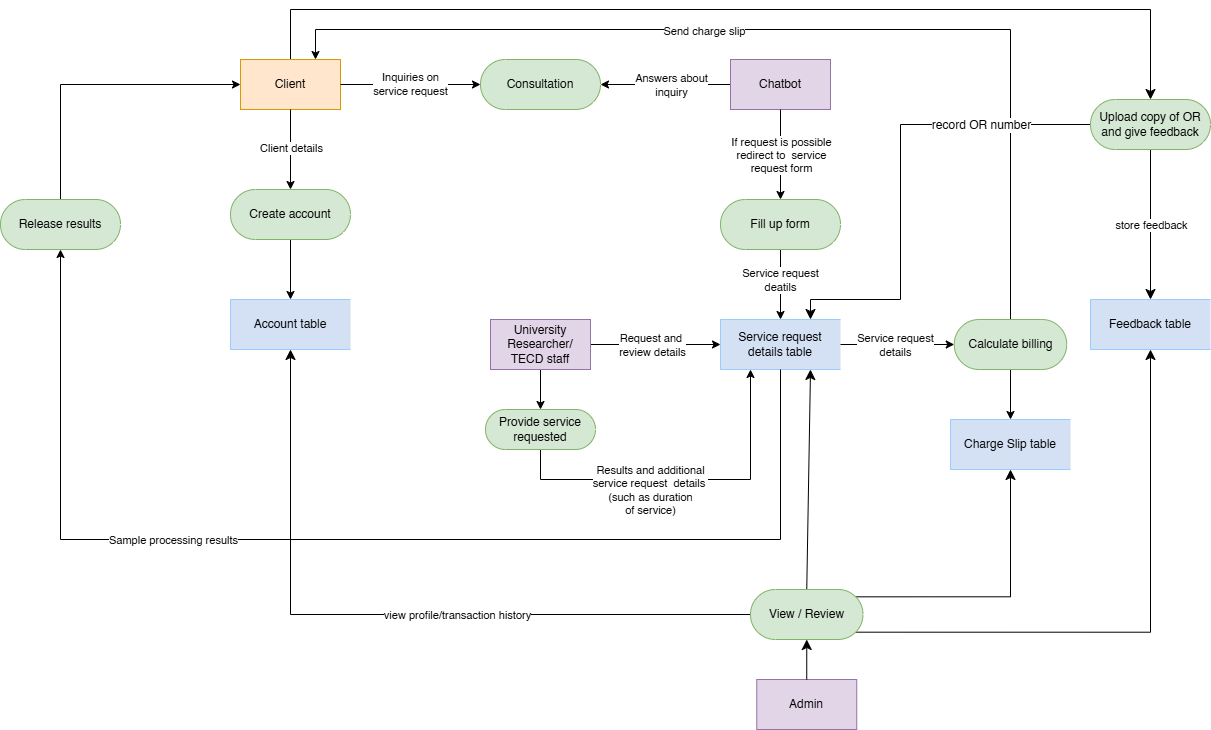 Send charge slip
Client
Inquiries on
service request
Consultation
Answers about
inquiry
Chatbot
Upload copy of OR
and give feedback
record OR number
Client details
If request is possible
redirect to service
request form
Release results
Create account
Fill up form
store feedback
Service request
deatils
Account table
University
Researcher/
TECD staff
Request and
review details
Service request
details table
Service request
details
Calculate billing
Feedback table
Provide service
requested
Charge Slip table
Results and additional
service request details
(such as duration
of service)
Sample processing results
view profile/transaction history
View / Review
Admin